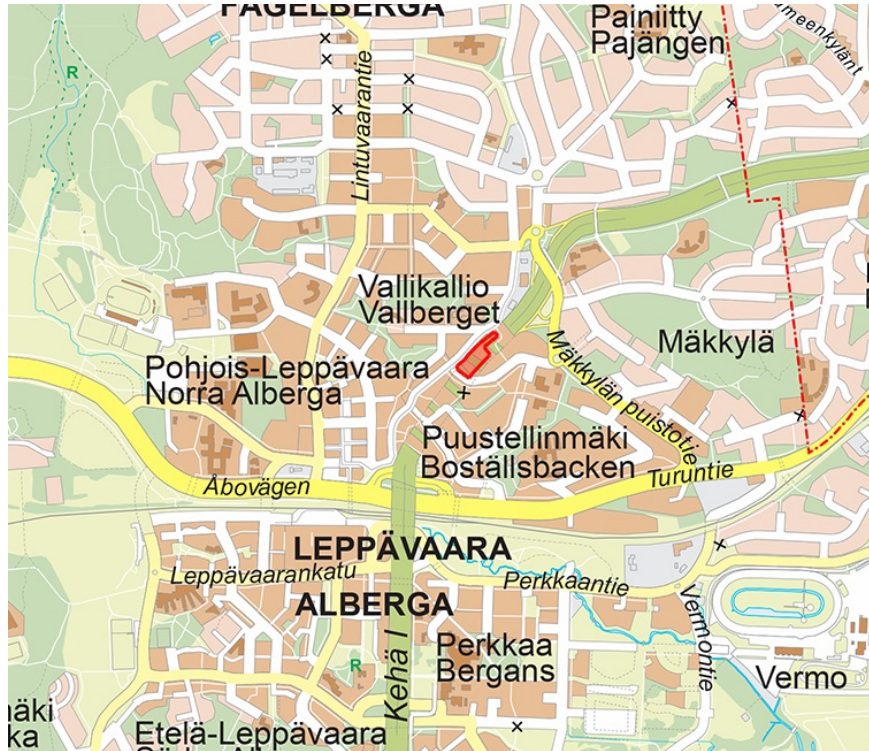 FÅGELBERGA
Painiitty
Pajängen
Lintuvaarantie
R
Vallikallio
Vallberget
Mäkkylä
Mäkkylän puistotie
Pohjois-Leppävaara
Norra Alberga
Puustellinmäki
Boställsbacken
Turuntie
Åbovägen
LEPPÄVAARA
ALBERGA
Leppävaarankatu
Perkkaantie
Vermontie
Kehä I
Perkkaa
Bergans
R
Vermo
Etelä-Leppävaara